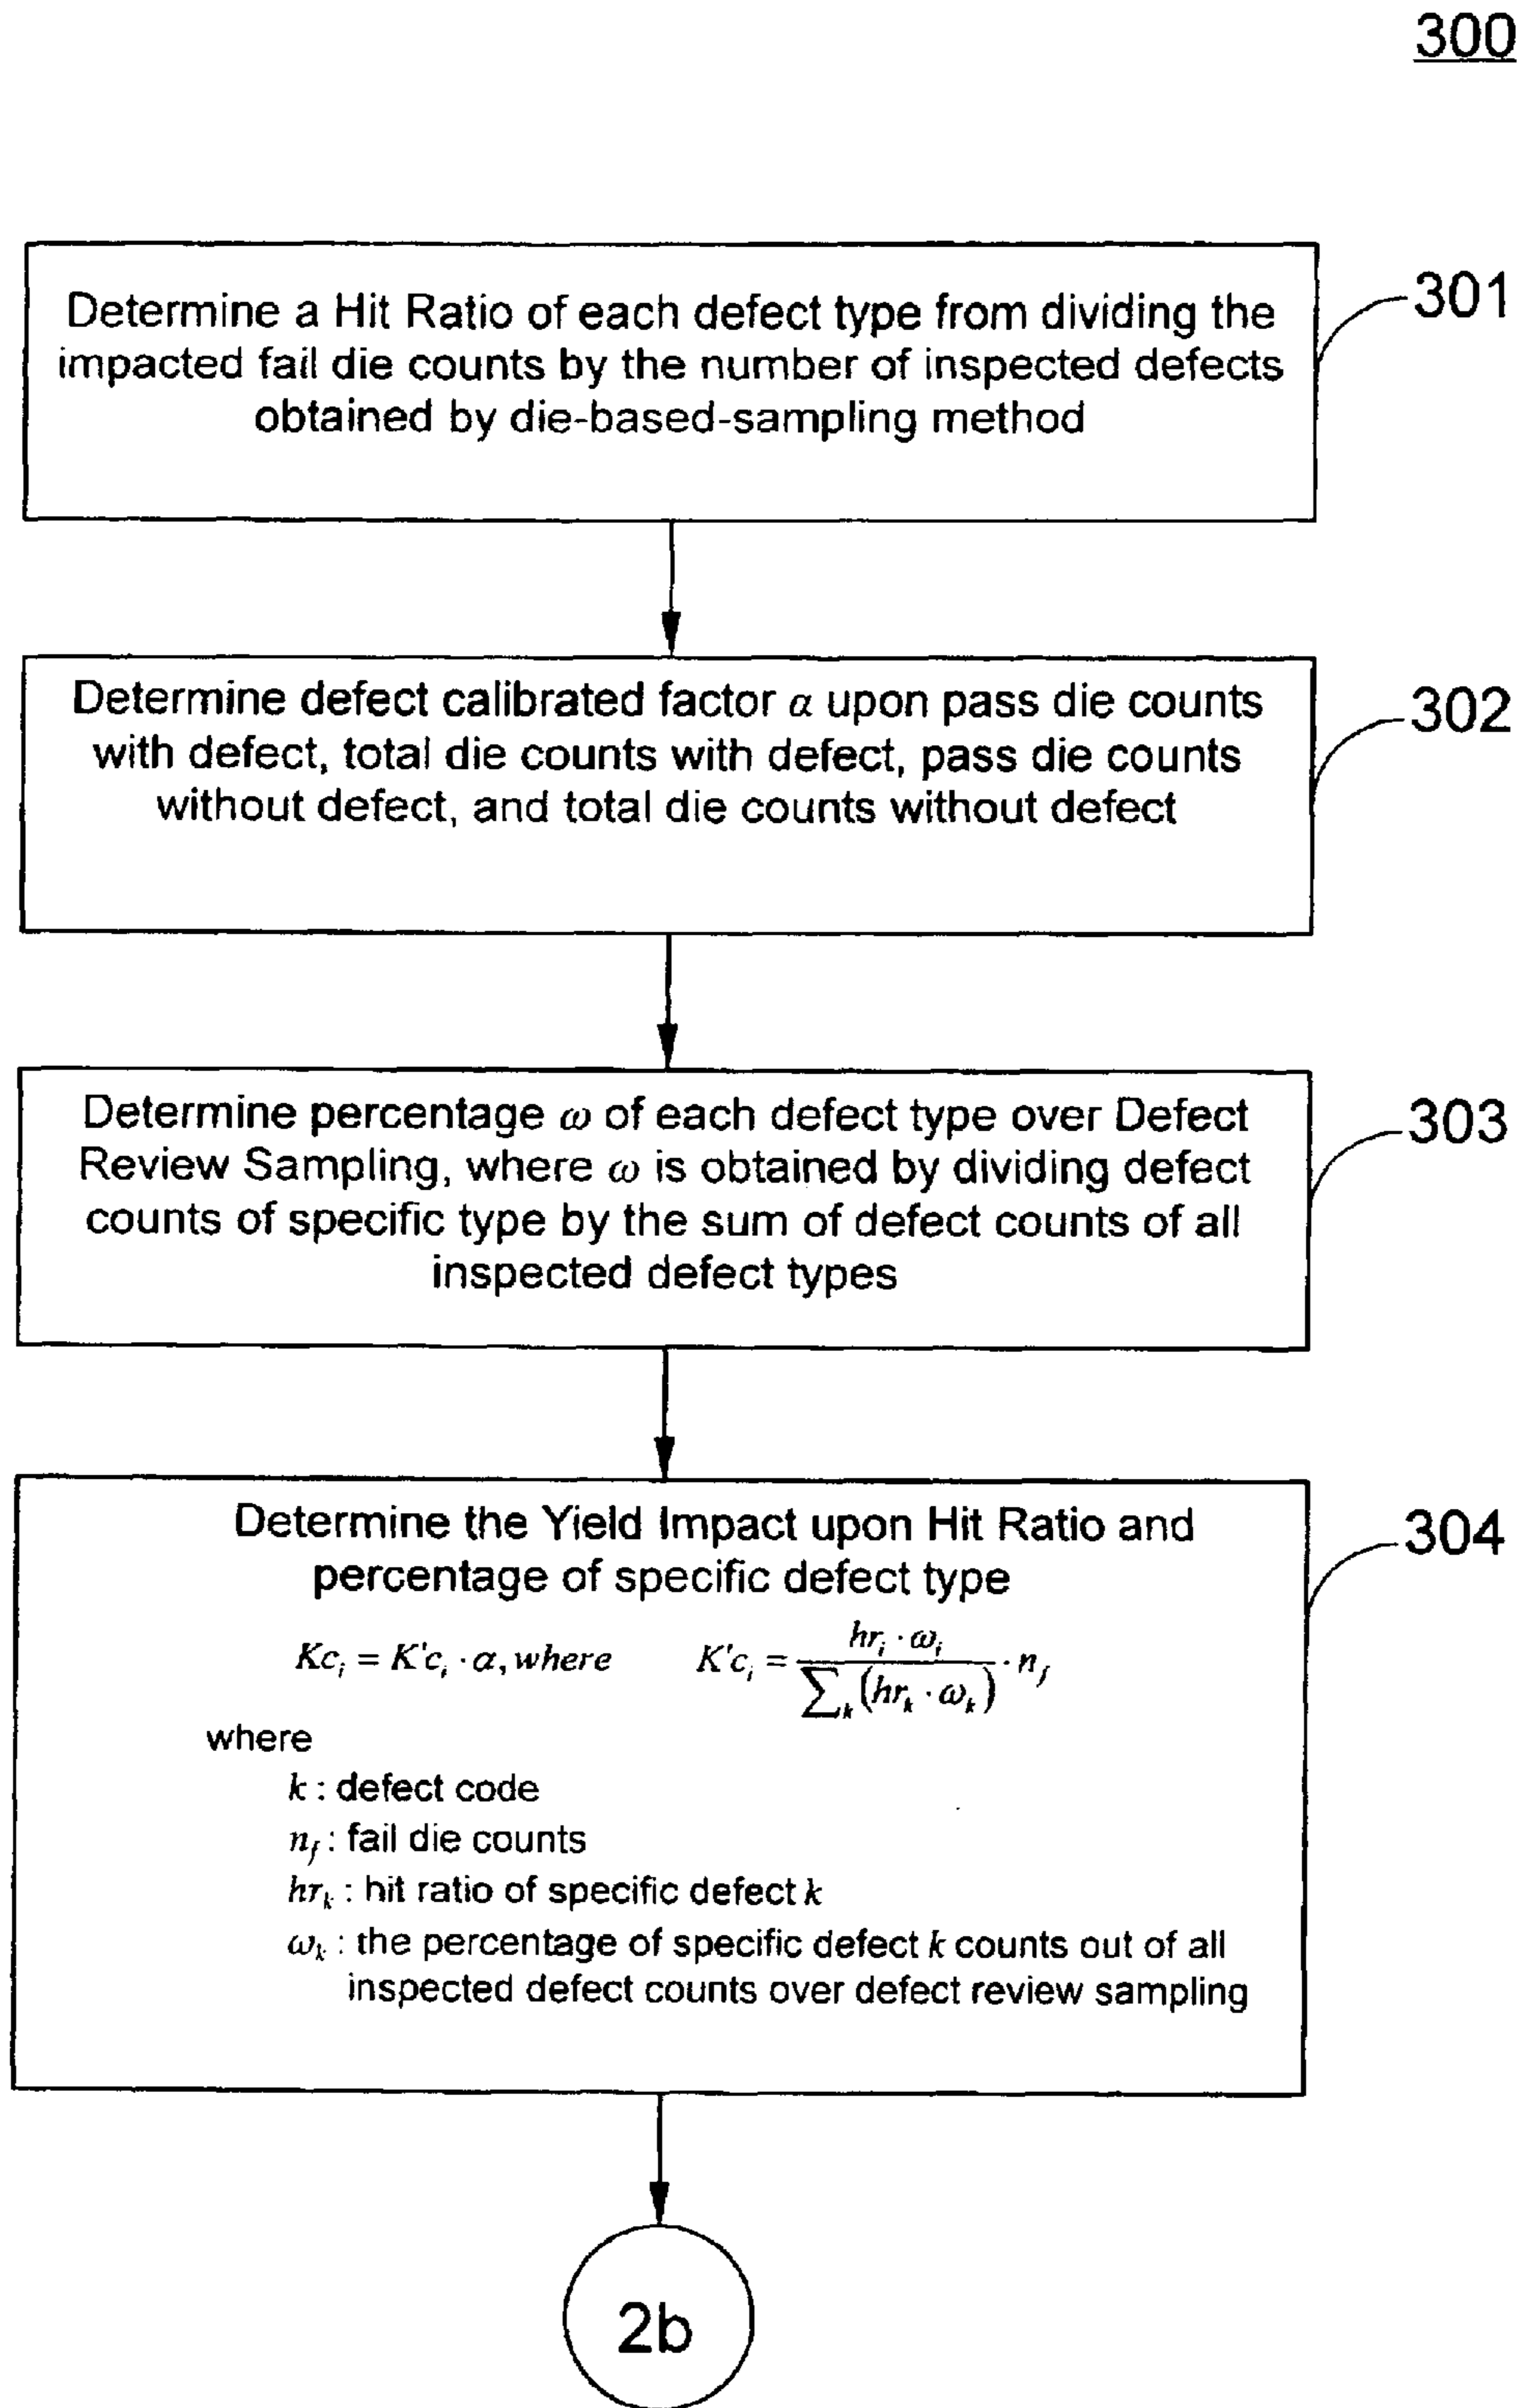 300
Determine a Hit Ratio of each defect type from dividing the
impacted fail die counts by the number of inspected defects
obtained by die-based-sampling method
301
Determine defect calibrated factor α upon pass die counts
with defect, total die counts with defect, pass die counts
without defect, and total die counts without defect
302
Determine percentage ω of each defect type over Defect
Review Sampling, where ω is obtained by dividing defect
counts of specific type by the sum of defect counts of all
inspected defect types
303
Determine the Yield Impact upon Hit Ratio and
percentage of specific defect type
304
Kc_i = K'c_i · α, where K'c_i = \frac{hr_i · ω_i}{∑_k (hr_k · ω_k)} · n_f
where
k : defect code
n_f : fail die counts
hr_k : hit ratio of specific defect k
ω_k : the percentage of specific defect k counts out of all
inspected defect counts over defect review sampling
2b